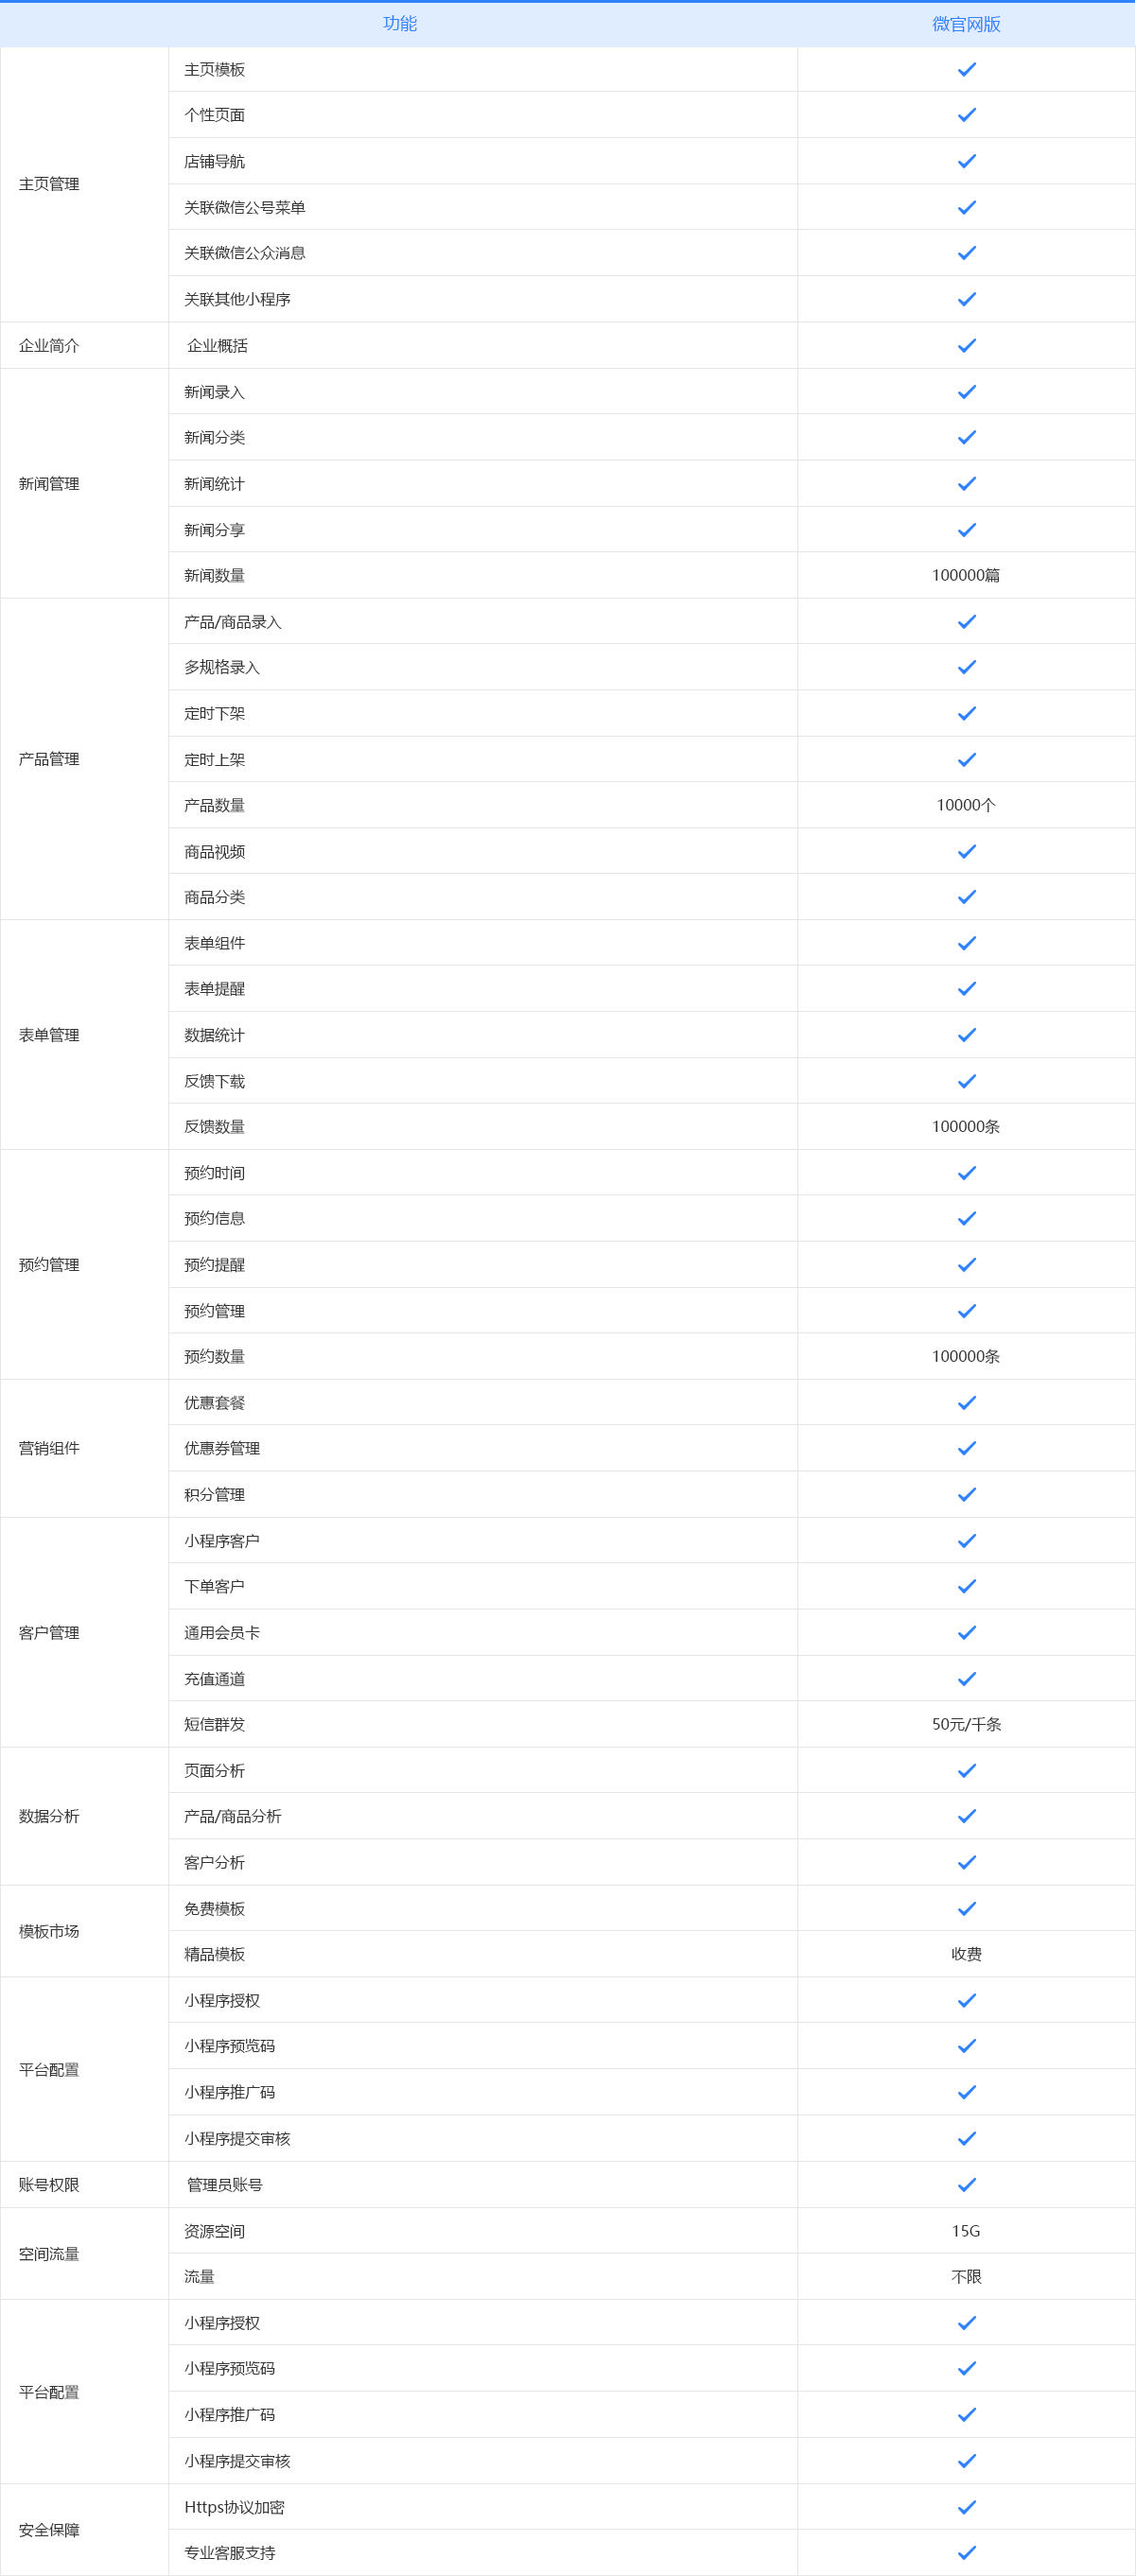 功能 微官网版
主页模板
个性页面
店铺导航
主页管理
关联微信公号菜单
关联微信公众消息
关联其他小程序
企业简介 企业概括
新闻录入
新闻分类
新闻管理 新闻统计
新闻分享
新闻数量 100000篇
产品/商品录入
多规格录入
定时下架
产品管理 定时上架
产品数量 10000个
商品视频
商品分类
表单组件
表单提醒
表单管理 数据统计
反馈下载
反馈数量 100000条
预约时间
预约信息
预约管理 预约提醒
预约管理
预约数量 100000条
优惠套餐
营销组件 优惠券管理
积分管理
小程序客户
下单客户
客户管理 通用会员卡
充值通道
短信群发 50元/千条
页面分析
数据分析 产品/商品分析
客户分析
免费模板
模板市场
精品模板 收费
小程序授权
小程序预览码
平台配置
小程序推广码
小程序提交审核
账号权限 管理员账号
资源空间 15G
空间流量
流量 不限
小程序授权
小程序预览码
平台配置
小程序推广码
小程序提交审核
Https协议加密
安全保障
专业客服支持